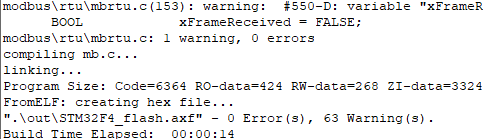 modbus\rtu\mbrtu.c(153): warning:  #550-D: variable "xFrameR
BOOL            xFrameReceived = FALSE;
modbus\rtu\mbrtu.c: 1 warning, 0 errors
compiling mb.c...
linking...
Program Size: Code=6364 RO-data=424 RW-data=268 ZI-data=3324
FromELF: creating hex file...
".\out\STM32F4_flash.axf" - 0 Error(s), 63 Warning(s).
Build Time Elapsed:  00:00:14